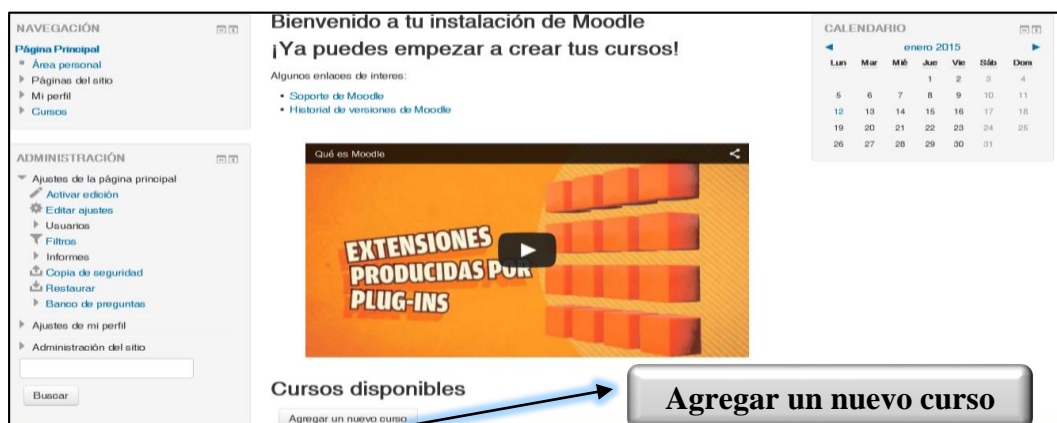 NAVEGACIÓN
Página Principal
Área personal
Páginas del sitio
Mi perfil
Cursos
ADMINISTRACIÓN
Ajustes de la página principal
Activar edición
Editar ajustes
Usuarios
Filtros
Informes
Copia de seguridad
Restaurar
Banco de preguntas
Ajustes de mi perfil
Administración del sitio
Buscar
Bienvenido a tu instalación de Moodle
¡Ya puedes empezar a crear tus cursos!
Algunos enlaces de interes:
Soporte de Moodle
Historial de versiones de Moodle
Qué es Moodle
EXTENSIONES
PRODUCIDAS POR
PLUG-INS
Cursos disponibles
Agregar un nuevo curso
Agregar un nuevo curso
CALENDARIO
enero 2015
Lun Mar Mié Jue Vie Sáb Dom
1 2 3 4
5 6 7 8 9 10 11
12 13 14 15 16 17 18
19 20 21 22 23 24 25
26 27 28 29 30 31